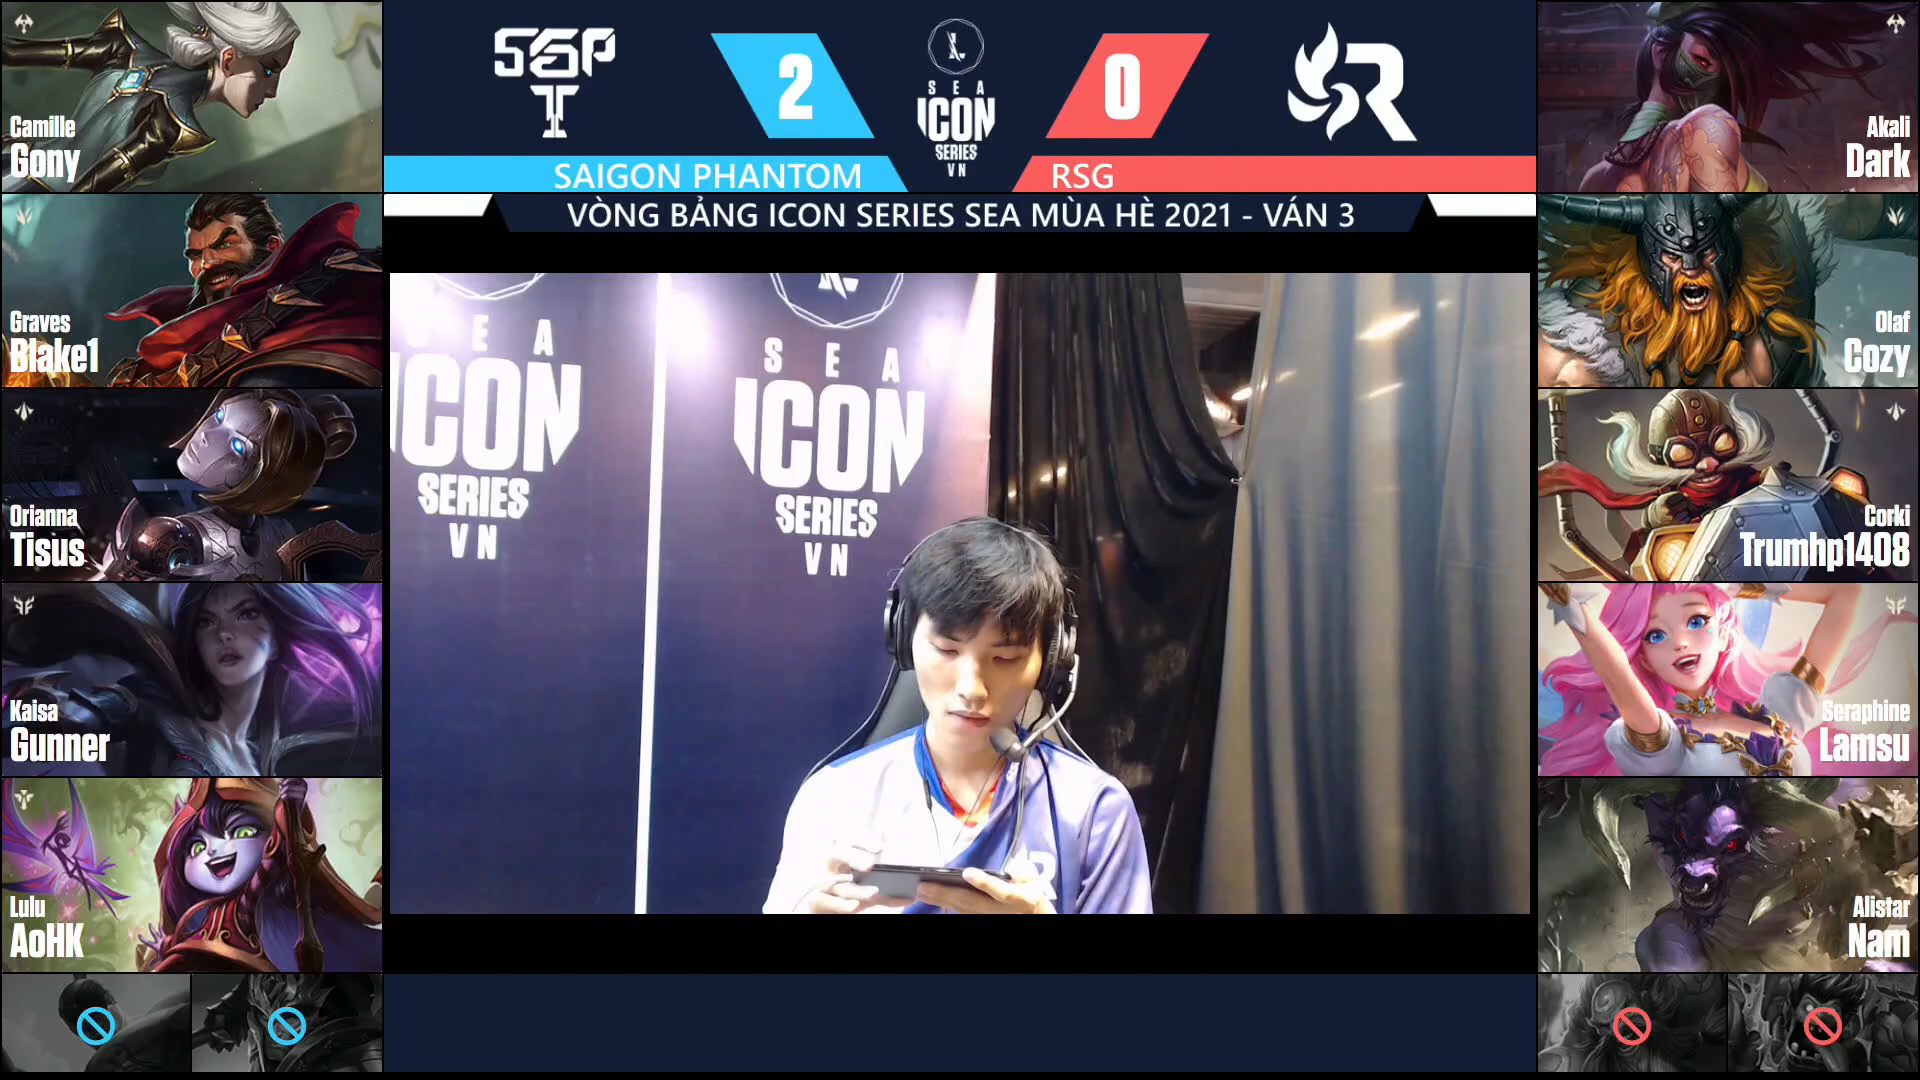 SGP
T
2
SEA
ICON
SERIES
VN
0
R
SAIGON PHANTOM
RSG
VÒNG BẢNG ICON SERIES SEA MÙA HÈ 2021 - VÁN 3
Camille
Gony
Graves
Blake1
Orianna
Tisus
Kaisa
Gunner
Lulu
AoHK
SEA
ICON
SERIES
VN
SEA
ICON
SERIES
VN
R
Akali
Dark
Olaf
Cozy
Corki
Trumhp1408
Seraphine
Lamsu
Alistar
Nam